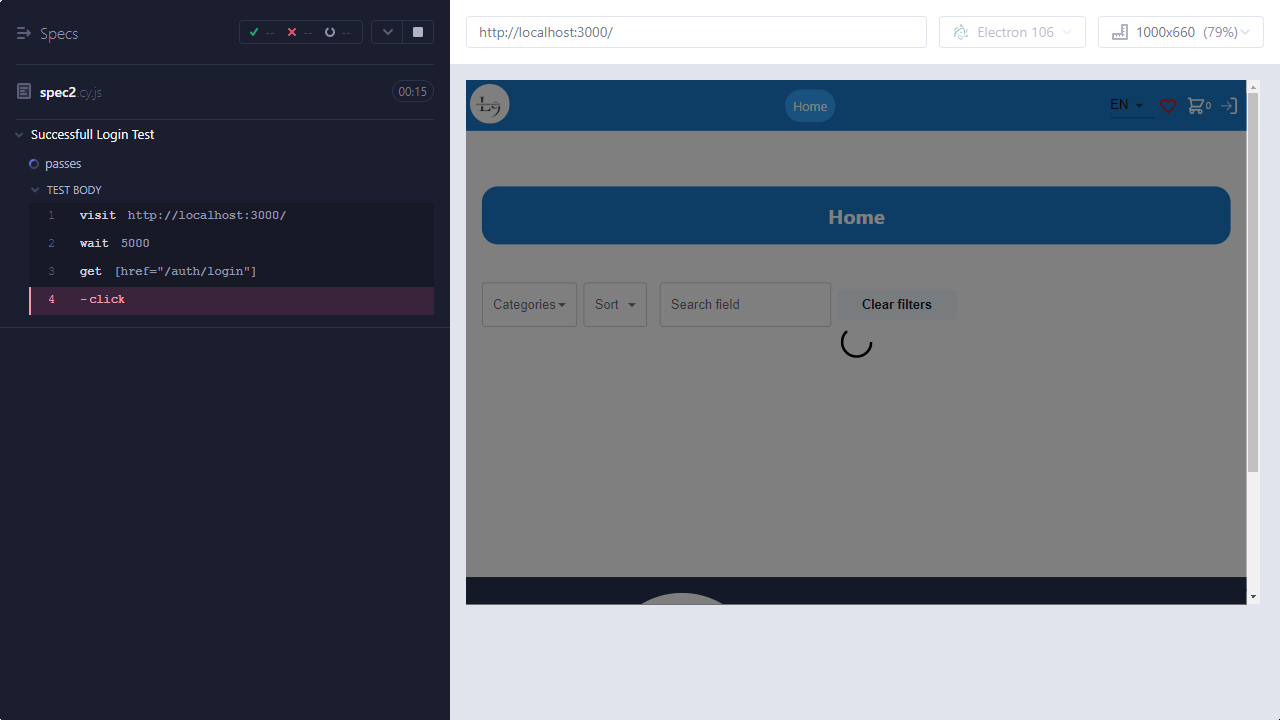 Specs
-- -- --
spec2.cy.js
00:15
Successfull Login Test
passes
TEST BODY
1 visit http://localhost:3000/
2 wait 5000
3 get [href="/auth/login"]
4 -click
http://localhost:3000/
Electron 106
1000x660 (79%)
Home
EN
0
Home
Categories
Sort
Search field
Clear filters